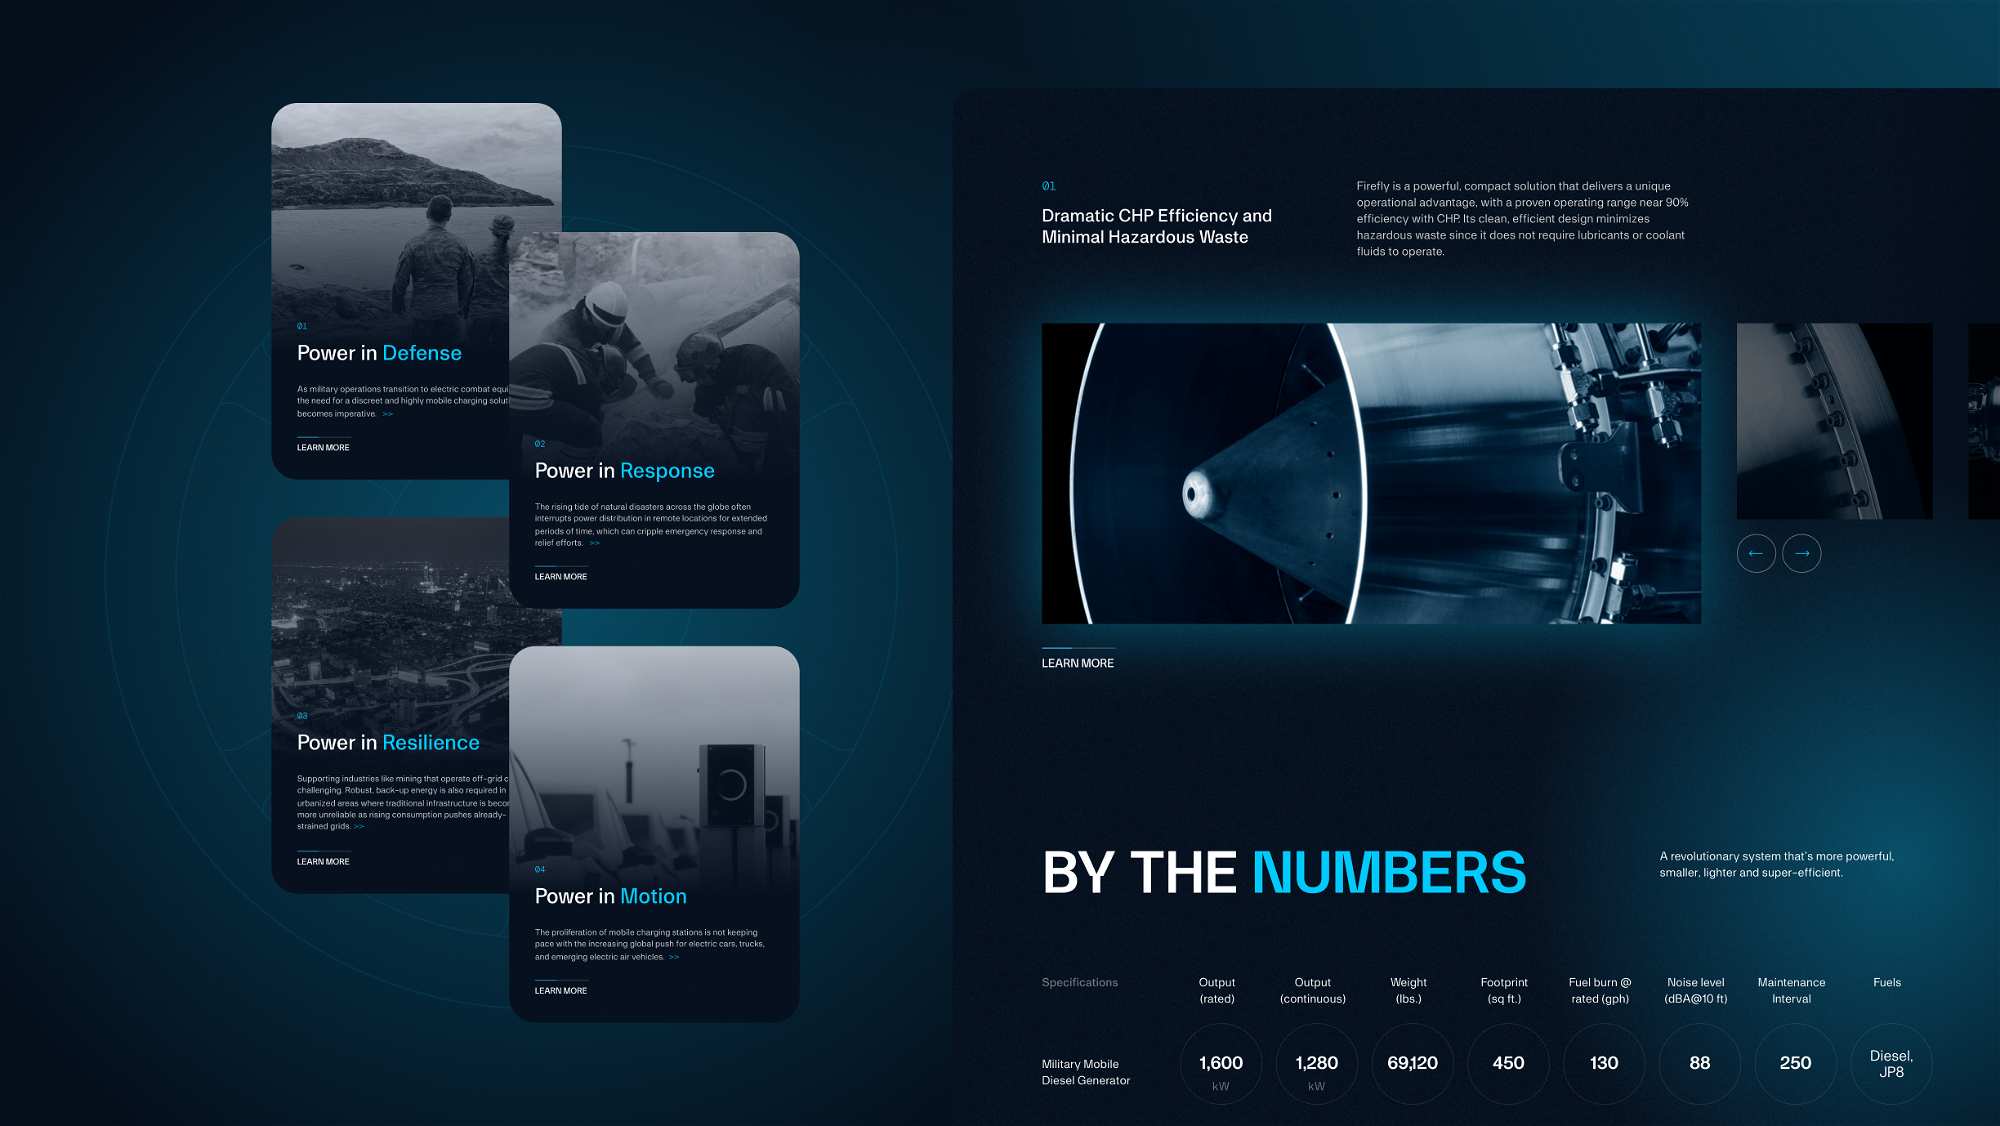 01
Power in Defense
As military operations transition to electric combat equi
the need for a discreet and highly mobile charging solut
becomes imperative. >>
LEARN MORE
02
Power in Response
The rising tide of natural disasters across the globe often
interrupts power distribution in remote locations for extended
periods of time, which can cripple emergency response and
relief efforts. >>
LEARN MORE
03
Power in Resilience
Supporting industries like mining that operate off-grid c
challenging. Robust, back-up energy is also required in
urbanized areas where traditional infrastructure is becor
more unreliable as rising consumption pushes already-
strained grids. >>
LEARN MORE
04
Power in Motion
The proliferation of mobile charging stations is not keeping
pace with the increasing global push for electric cars, trucks,
and emerging electric air vehicles. >>
LEARN MORE
01
Dramatic CHP Efficiency and
Minimal Hazardous Waste
Firefly is a powerful, compact solution that delivers a unique
operational advantage, with a proven operating range near 90%
efficiency with CHP. Its clean, efficient design minimizes
hazardous waste since it does not require lubricants or coolant
fluids to operate.
LEARN MORE
BY THE NUMBERS
A revolutionary system that's more powerful,
smaller, lighter and super-efficient.
Specifications
Output
(rated)
Output
(continuous)
Weight
(lbs.)
Footprint
(sq ft.)
Fuel burn @
rated (gph)
Noise level
(dBA@10 ft)
Maintenance
Interval
Fuels
Military Mobile
Diesel Generator
1,600
kW
1,280
kW
69,120
450
130
88
250
Diesel,
JP8